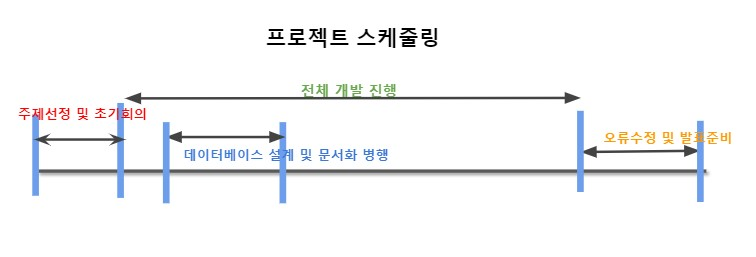 프로젝트 스케줄링
전체 개발 진행
주제선정 및 초기회의
오류수정 및 발표준비
데이터베이스 설계 및 문서화 병행